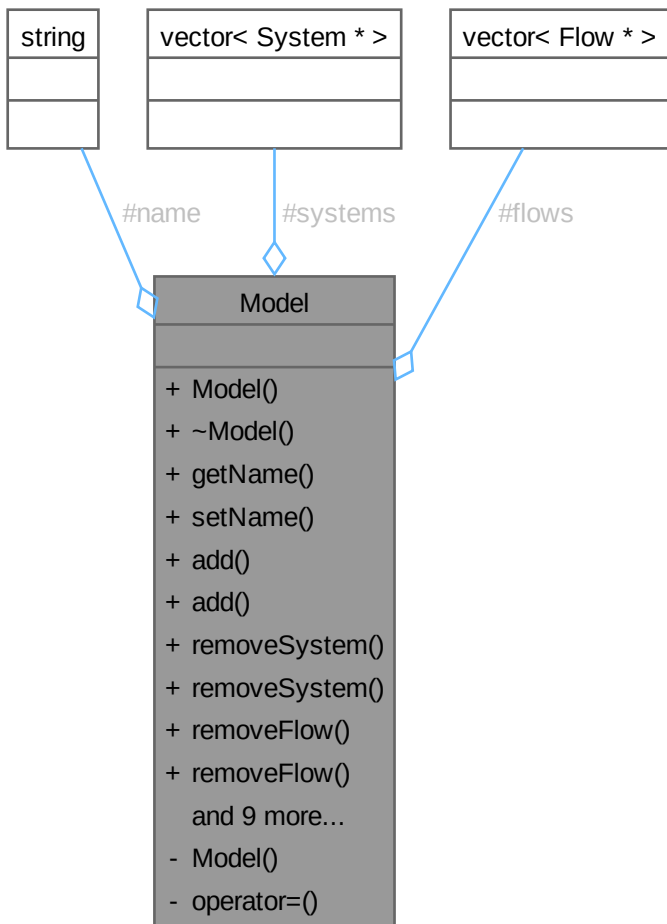 string
vector< System * >
vector< Flow * >
#name
#systems
#flows
Model
+ Model()
+ ~Model()
+ getName()
+ setName()
+ add()
+ add()
+ removeSystem()
+ removeSystem()
+ removeFlow()
+ removeFlow()
and 9 more...
- Model()
- operator=()